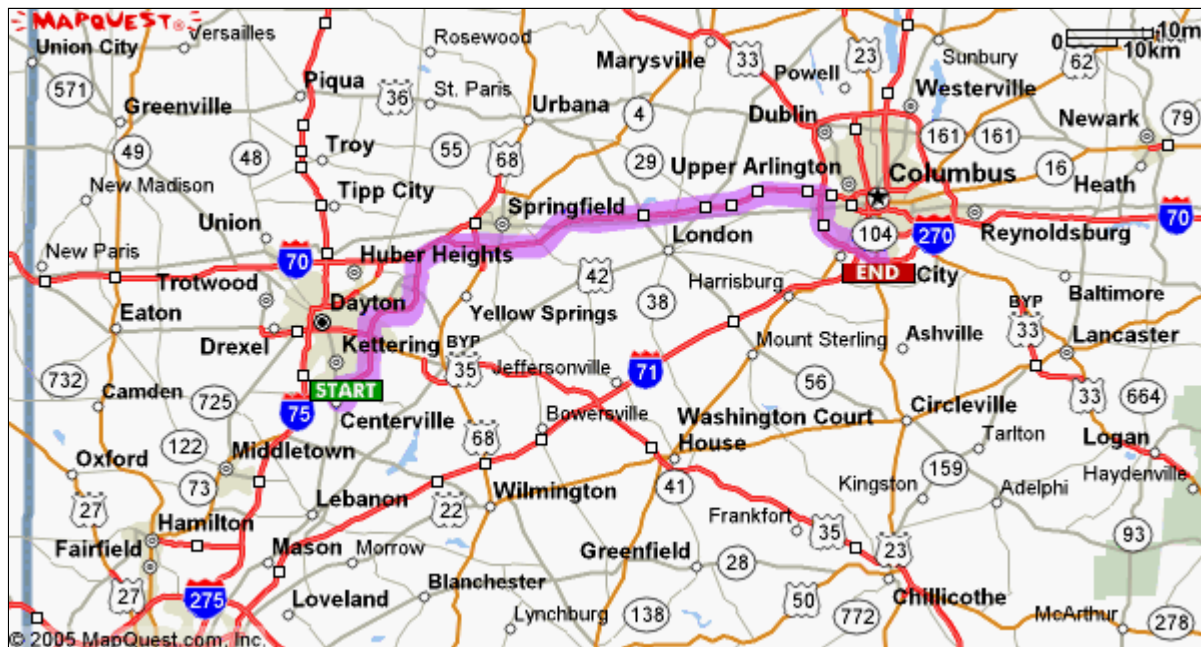 MAPQUEST
Versailles
Rosewood
10mi
0 10km
Union City
Marysville
33
23
Sunbury
62
Piqua
36
St. Paris
Powell
Westerville
571
Greenville
Urbana
4
Dublin
161
161
Newark
79
49
48
Troy
55
68
29
Upper Arlington
Columbus
16
Heath
New Madison
Tipp City
Springfield
Union
104
270
Reynoldsburg
70
New Paris
70
Huber Heights
London
END
City
Trotwood
42
Harrisburg
Baltimore
Dayton
Yellow Springs
38
BYP
33
Eaton
Drexel
Kettering
BYP
35
Jeffersonville
Mount Sterling
Ashville
Lancaster
732
Camden
725
START
75
Centerville
71
56
33
664
122
Middletown
68
Bowersville
Washington Court
House
Circleville
Tarlton
Logan
Oxford
73
Lebanon
22
Wilmington
41
Kingston
159
Adelphi
Haydenville
27
Hamilton
Frankfort
35
23
93
Fairfield
Mason
Morrow
Greenfield
28
27
275
Loveland
Blanchester
Lynchburg
138
50
772
Chillicothe
McArthur
278
© 2005 MapQuest.com, Inc.